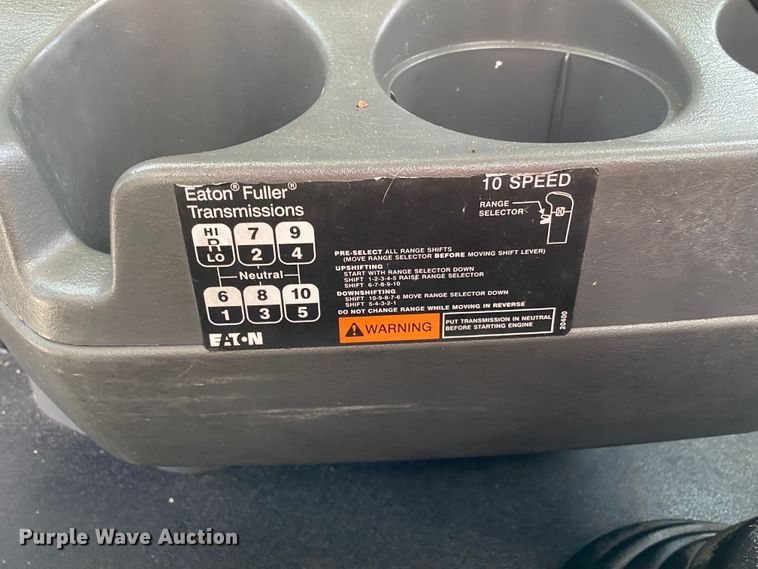 Eaton® Fuller®
Transmissions
10 SPEED
RANGE
SELECTOR
HI 7 9
R
LO 2 4
Neutral
6 8 10
1 3 5
PRE-SELECT ALL RANGE SHIFTS
(MOVE RANGE SELECTOR BEFORE MOVING SHIFT LEVER)
UPSHIFTING
START WITH RANGE SELECTOR DOWN
SHIFT 1-2-3-4-5 RAISE RANGE SELECTOR
SHIFT 6-7-8-9-10
DOWNSHIFTING
SHIFT 10-9-8-7-6 MOVE RANGE SELECTOR DOWN
SHIFT 5-4-3-2-1
DO NOT CHANGE RANGE WHILE MOVING IN REVERSE
WARNING
PUT TRANSMISSION IN NEUTRAL
BEFORE STARTING ENGINE
20400
EATON
Purple Wave Auction